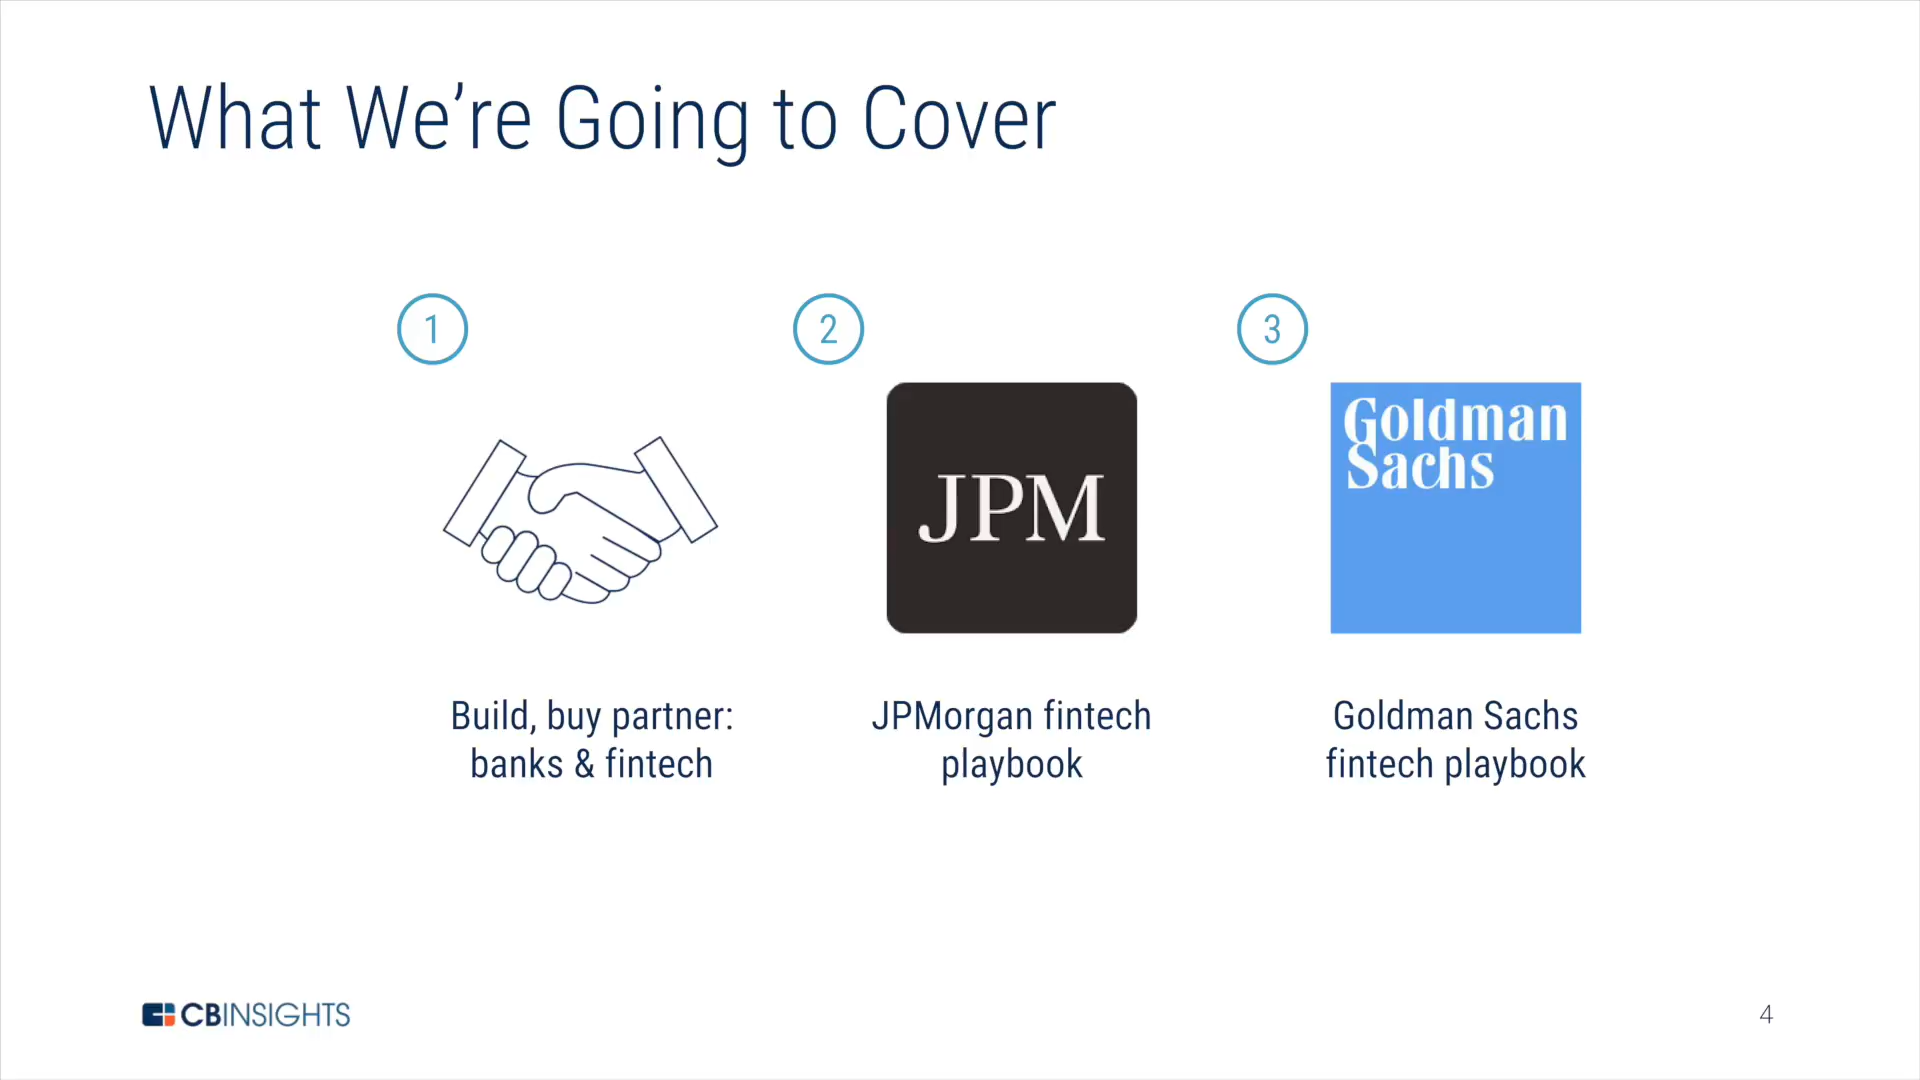 What We’re Going to Cover
1
2
3
JPM
Goldman
Sachs
Build, buy partner:
banks & fintech
JPMorgan fintech
playbook
Goldman Sachs
fintech playbook
CBINSIGHTS
4